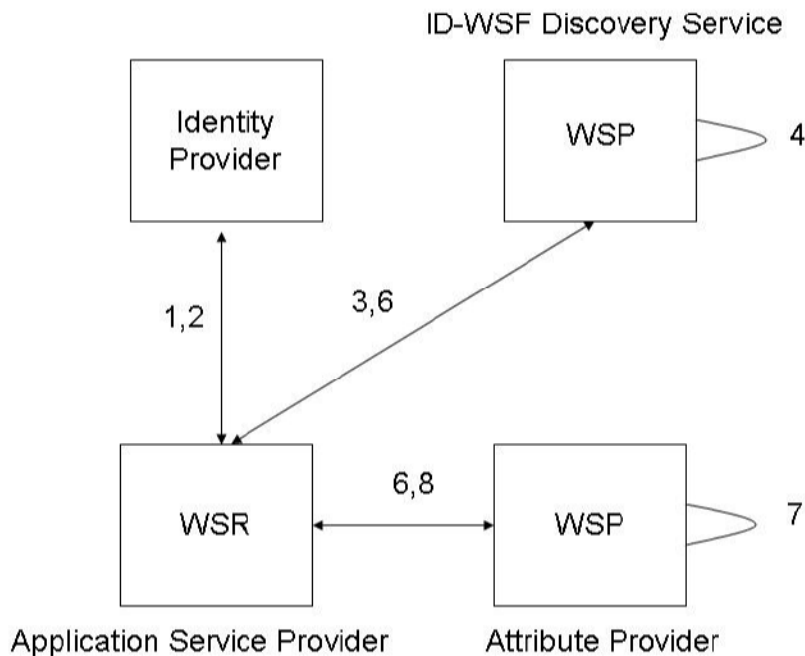 ID-WSF Discovery Service
Identity
Provider
WSP
4
1,2
3,6
WSR
6,8
WSP
7
Application Service Provider
Attribute Provider